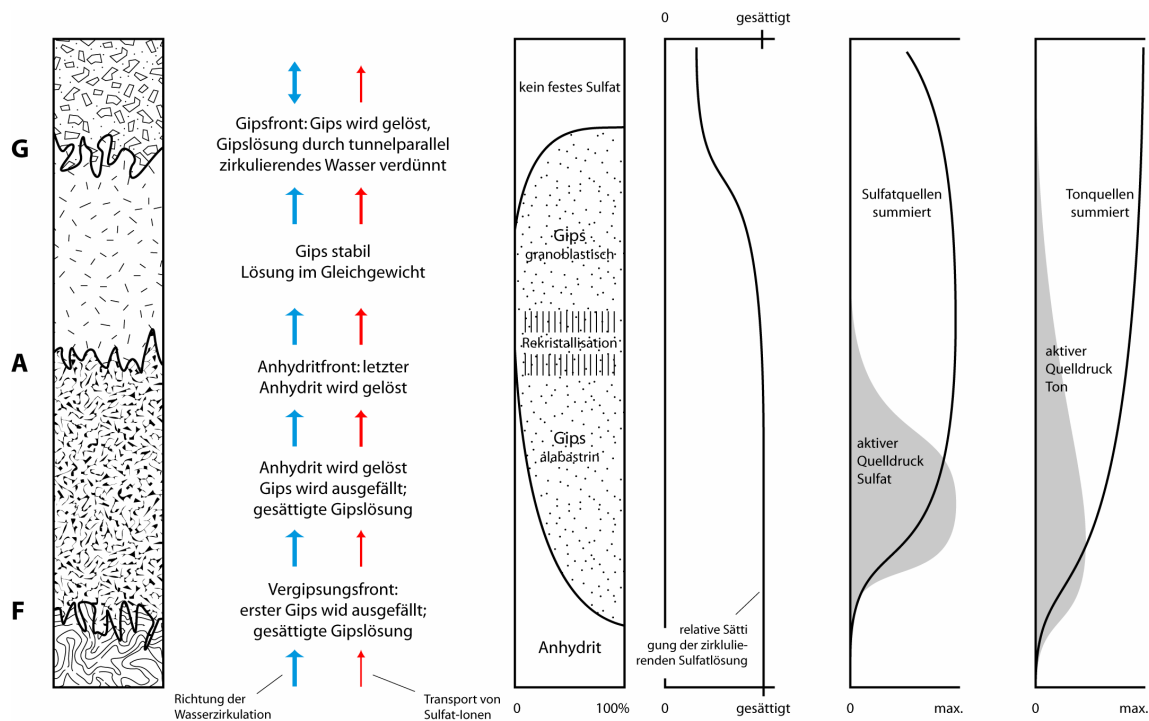 G
A
F
Gipsfront: Gips wird gelöst,
Gipslösung durch tunnelparallel
zirkulierendes Wasser verdünnt
Gips stabil
Lösung im Gleichgewicht
Anhydritfront: letzter
Anhydrit wird gelöst
Anhydrit wird gelöst
Gips wird ausgefällt;
gesättigte Gipslösung
Vergipsungsfront:
erster Gips wid ausgefällt;
gesättigte Gipslösung
Richtung der
Wasserzirkulation
Transport von
Sulfat-Ionen
kein festes Sulfat
Gips
granoblastisch
Rekristallisation
Gips
alabastrin
Anhydrit
0
100%
0
gesättigt
relative Sätti
gung der zirklulie-
renden Sulfatlösung
0
gesättigt
Sulfatquellen
summiert
aktiver
Quelldruck
Sulfat
0
max.
Tonquellen
summiert
aktiver
Quelldruck
Ton
0
max.